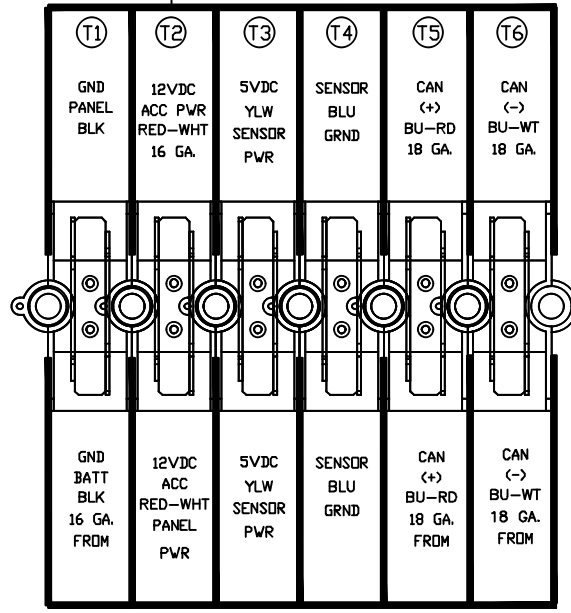 T1
GND
PANEL
BLK
T2
12VDC
ACC PWR
RED-WHT
16 GA.
T3
5VDC
YLW
SENSOR
PWR
T4
SENSOR
BLU
GRND
T5
CAN
(+)
BU-RD
18 GA.
T6
CAN
(-)
BU-WT
18 GA.
GND
BATT
BLK
16 GA.
FROM
12VDC
ACC
RED-WHT
PANEL
PWR
5VDC
YLW
SENSOR
PWR
SENSOR
BLU
GRND
CAN
(+)
BU-RD
18 GA.
FROM
CAN
(-)
BU-WT
18 GA.
FROM